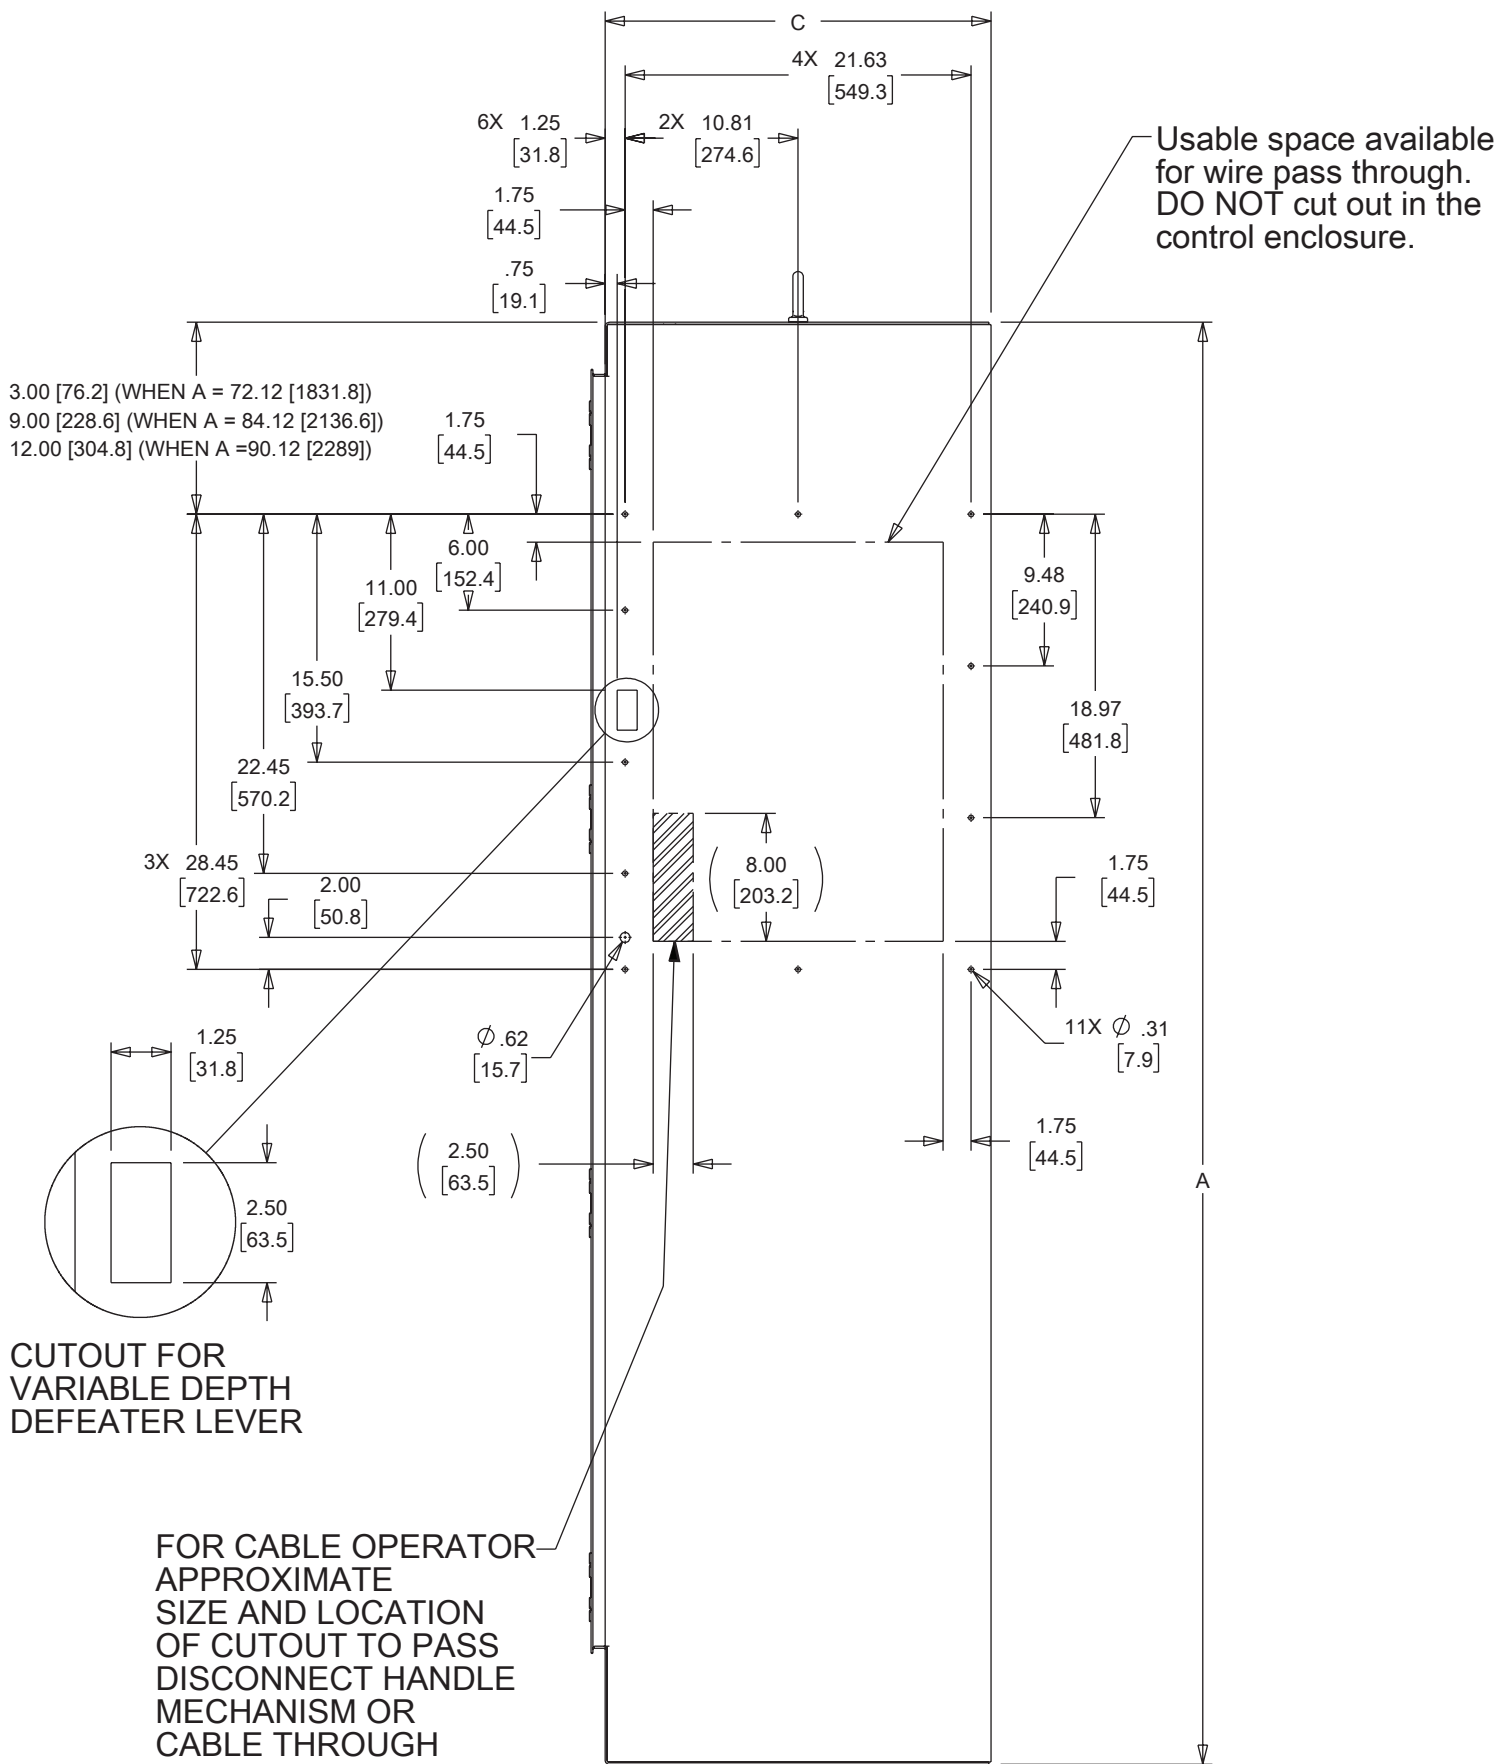 C
4X 21.63
[549.3]
6X 1.25
[31.8]
2X 10.81
[274.6]
Usable space available
for wire pass through.
DO NOT cut out in the
control enclosure.
1.75
[44.5]
.75
[19.1]
3.00 [76.2] (WHEN A = 72.12 [1831.8])
9.00 [228.6] (WHEN A = 84.12 [2136.6])
12.00 [304.8] (WHEN A =90.12 [2289])
1.75
[44.5]
6.00
[152.4]
11.00
[279.4]
9.48
[240.9]
15.50
[393.7]
18.97
[481.8]
22.45
[570.2]
3X 28.45
[722.6]
2.00
[50.8]
(8.00
[203.2])
1.75
[44.5]
1.25
[31.8]
Ø .62
[15.7]
11X Ø .31
[7.9]
(2.50
[63.5])
1.75
[44.5]
A
2.50
[63.5]
CUTOUT FOR
VARIABLE DEPTH
DEFEATER LEVER
FOR CABLE OPERATOR
APPROXIMATE
SIZE AND LOCATION
OF CUTOUT TO PASS
DISCONNECT HANDLE
MECHANISM OR
CABLE THROUGH